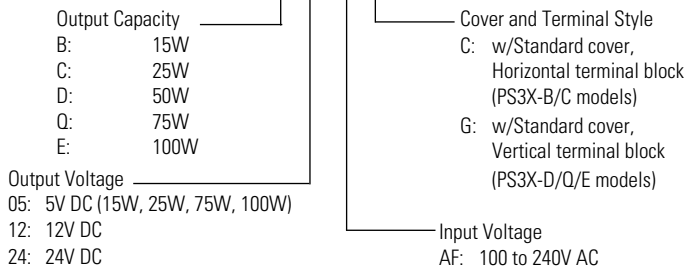 Output Capacity
B: 15W
C: 25W
D: 50W
Q: 75W
E: 100W
Output Voltage
05: 5V DC (15W, 25W, 75W, 100W)
12: 12V DC
24: 24V DC
Cover and Terminal Style
C: w/Standard cover,
Horizontal terminal block
(PS3X-B/C models)
G: w/Standard cover,
Vertical terminal block
(PS3X-D/Q/E models)
Input Voltage
AF: 100 to 240V AC